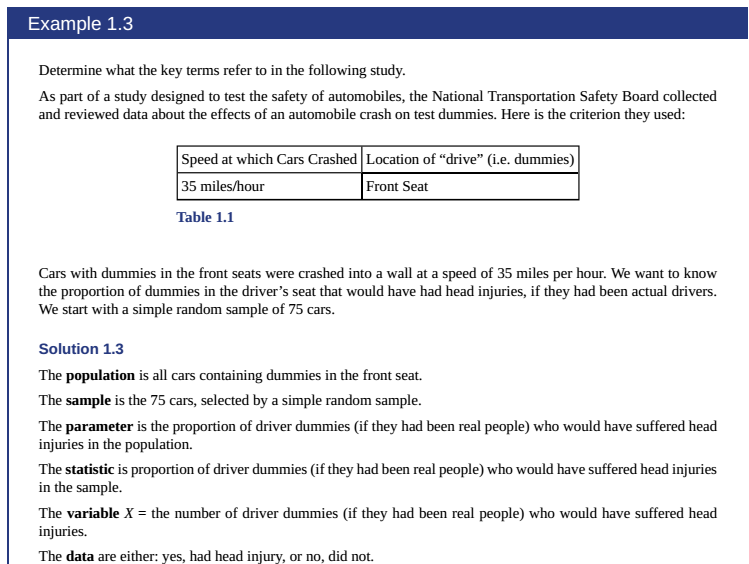 Example 1.3
Determine what the key terms refer to in the following study.
As part of a study designed to test the safety of automobiles, the National Transportation Safety Board collected
and reviewed data about the effects of an automobile crash on test dummies. Here is the criterion they used:
Speed at which Cars Crashed Location of “drive” (i.e. dummies)
35 miles/hour Front Seat
Table 1.1
Cars with dummies in the front seats were crashed into a wall at a speed of 35 miles per hour. We want to know
the proportion of dummies in the driver’s seat that would have had head injuries, if they had been actual drivers.
We start with a simple random sample of 75 cars.
Solution 1.3
The population is all cars containing dummies in the front seat.
The sample is the 75 cars, selected by a simple random sample.
The parameter is the proportion of driver dummies (if they had been real people) who would have suffered head
injuries in the population.
The statistic is proportion of driver dummies (if they had been real people) who would have suffered head injuries
in the sample.
The variable X = the number of driver dummies (if they had been real people) who would have suffered head
injuries.
The data are either: yes, had head injury, or no, did not.